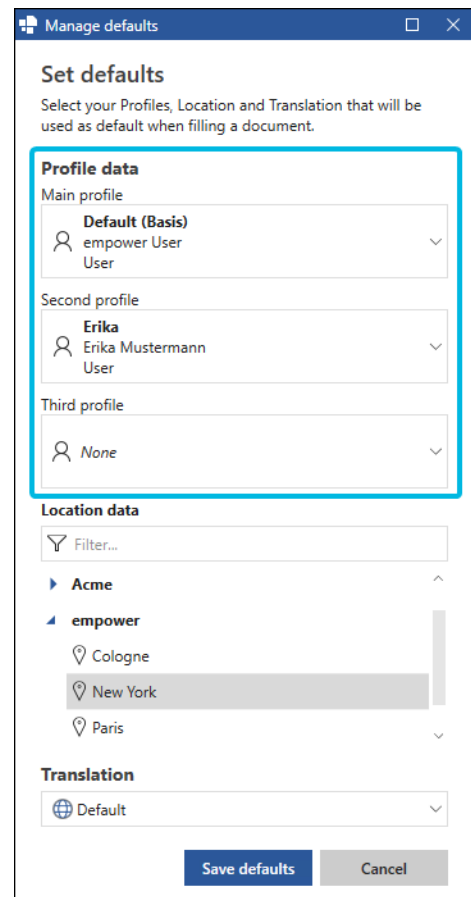 Manage defaults
Set defaults
Select your Profiles, Location and Translation that will be
used as default when filling a document.
Profile data
Main profile
Default (Basis)
empower User
User
Second profile
Erika
Erika Mustermann
User
Third profile
None
Location data
Filter...
Acme
empower
Cologne
New York
Paris
Translation
Default
Save defaults
Cancel